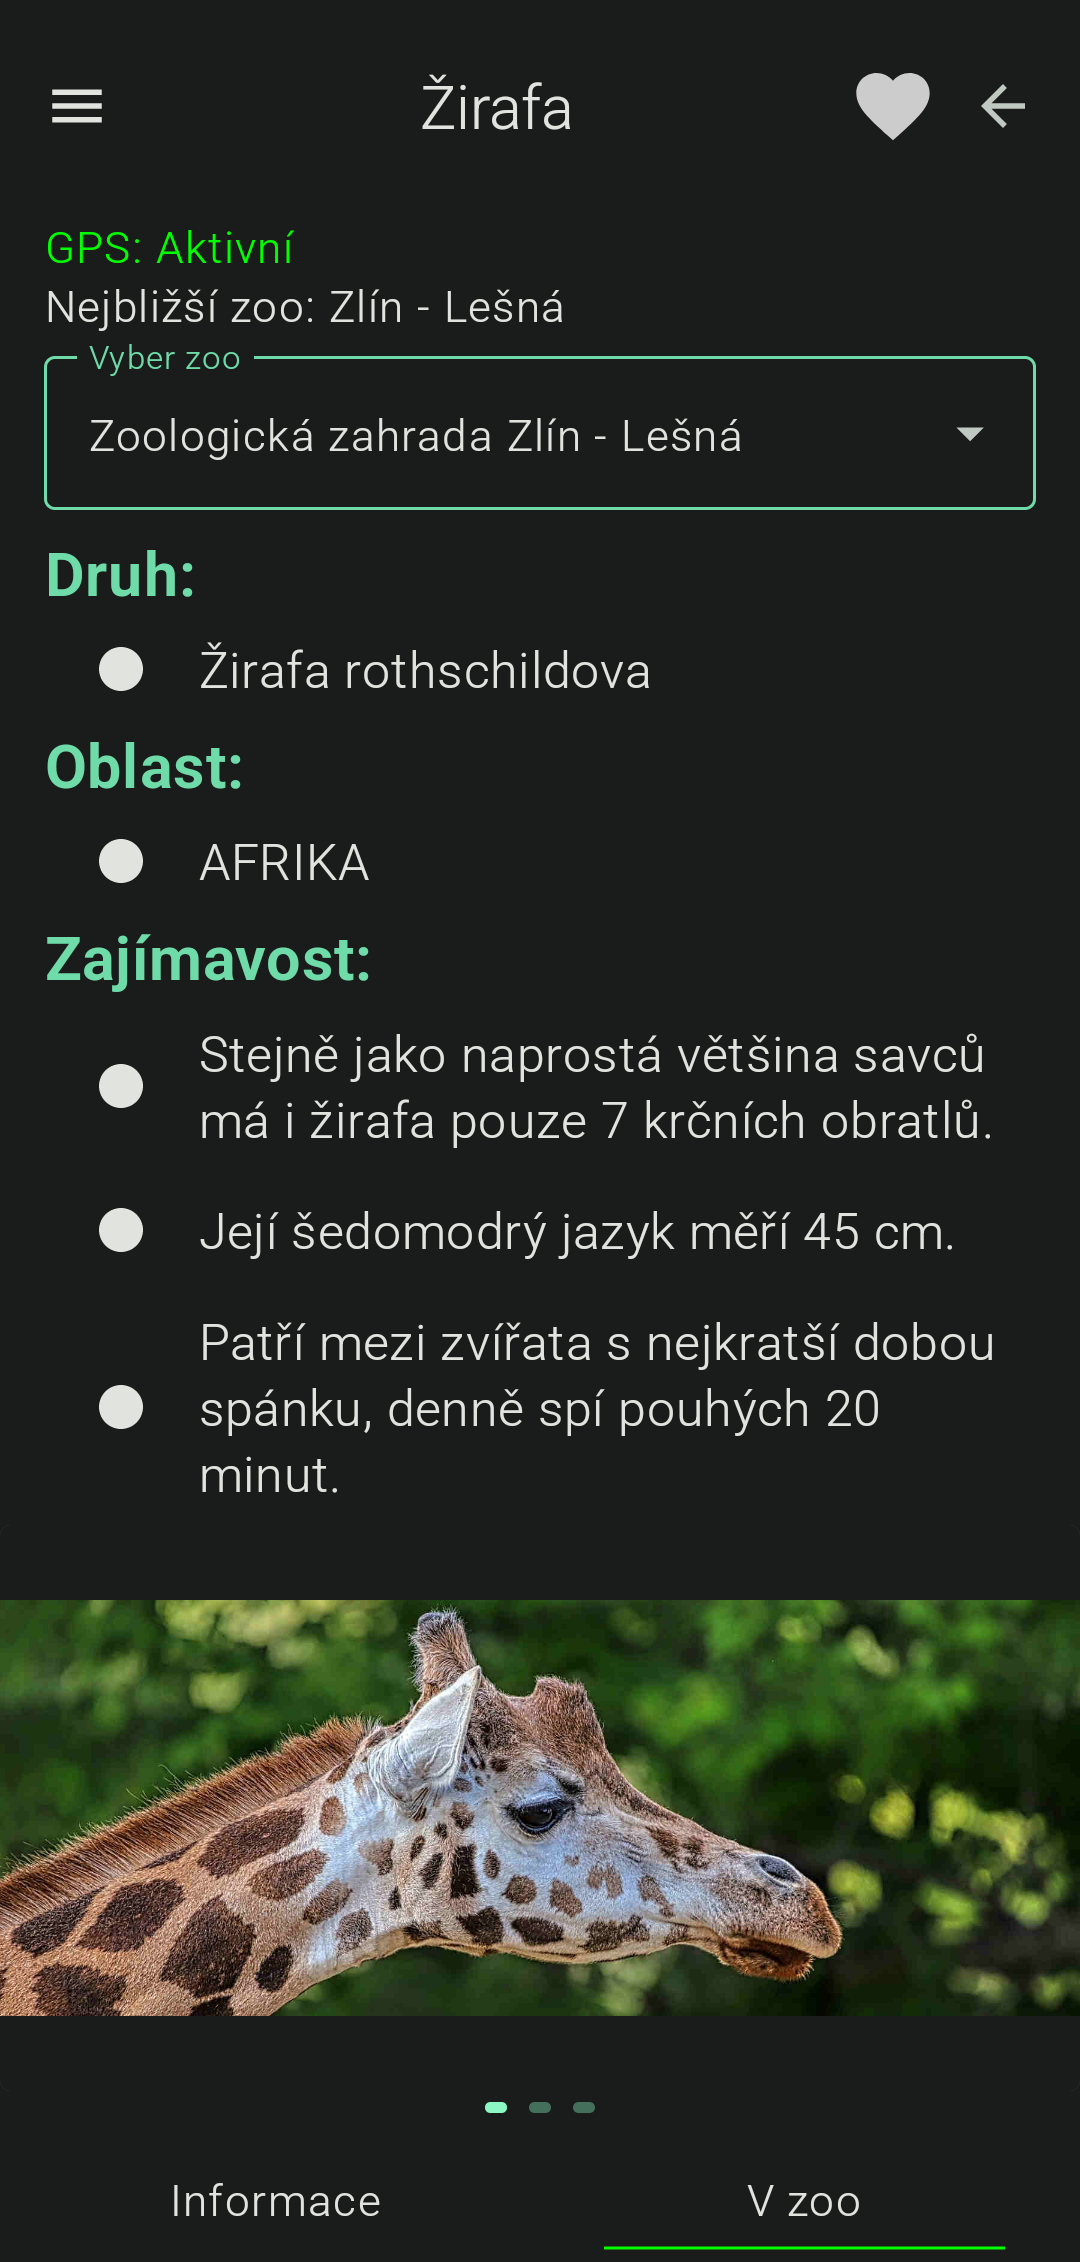 Žirafa
GPS: Aktivní
Nejbližší zoo: Zlín - Lešná
Vyber zoo
Zoologická zahrada Zlín - Lešná
Druh:
Žirafa rothschildova
Oblast:
AFRIKA
Zajímavost:
Stejně jako naprostá většina savců
má i žirafa pouze 7 krčních obratlů.
Její šedomodrý jazyk měří 45 cm.
Patří mezi zvířata s nejkratší dobou
spánku, denně spí pouhých 20
minut.
Informace
V zoo